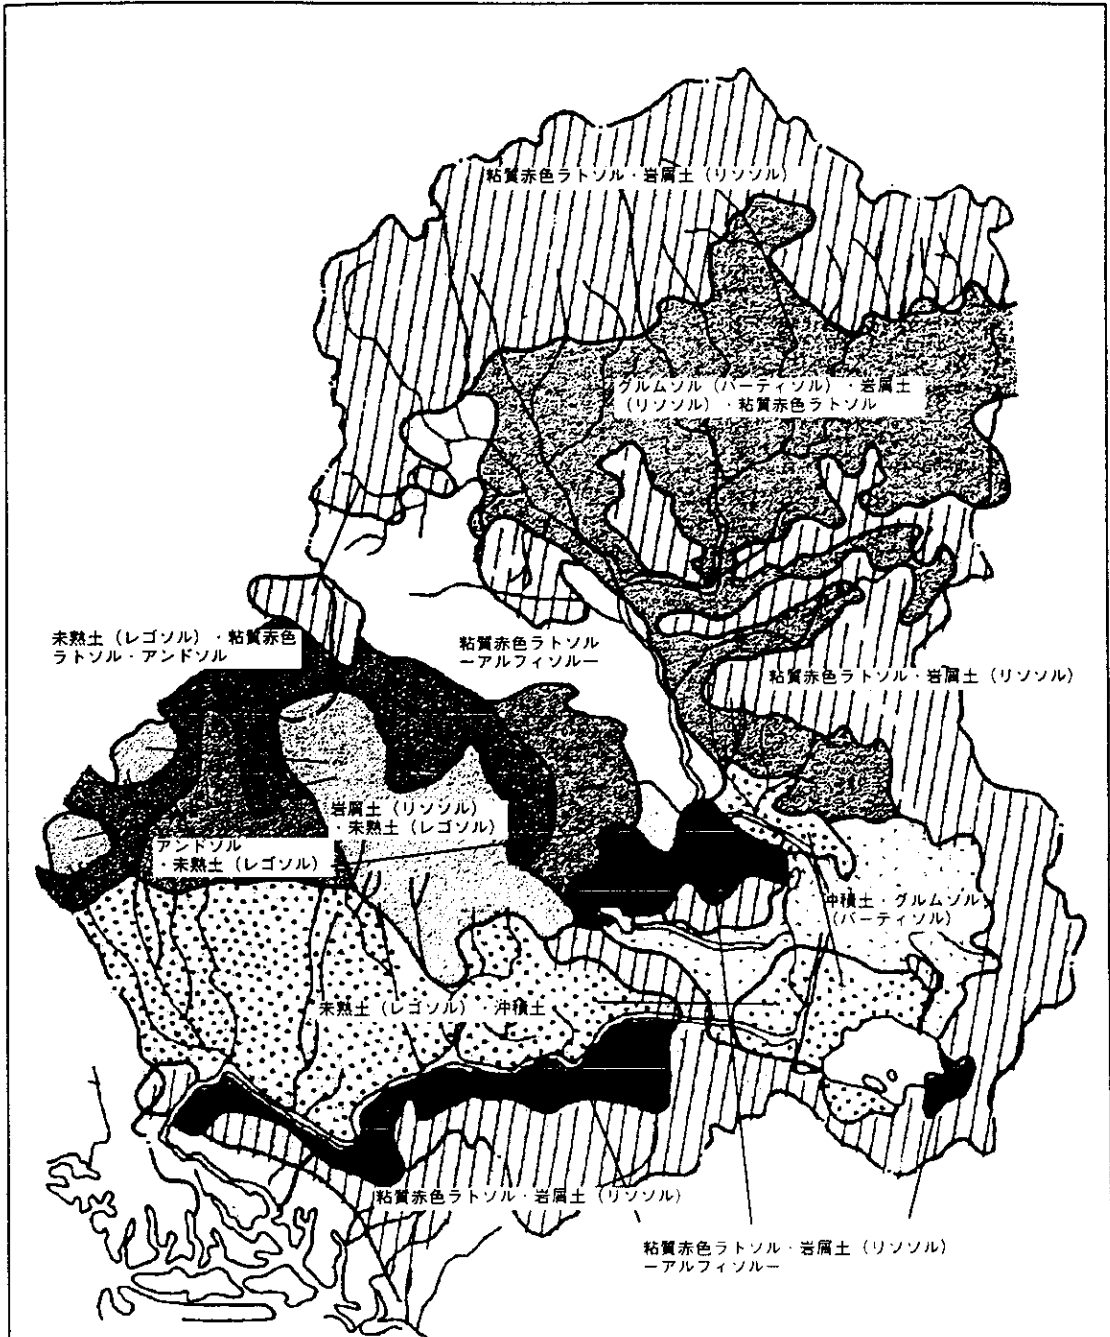 粘質赤色ラトソル・岩屑土（リソソル）
グルムソル（バーティソル）・岩屑土
（リソソル）・粘質赤色ラトソル
未熟土（レゴソル）・粘質赤色
ラトソル・アンドソル
粘質赤色ラトソル
ーアルフィソルー
粘質赤色ラトソル・岩屑土（リソソル）
岩屑土（リソソル）
・未熟土（レゴソル）
アンドソル
・未熟土（レゴソル）
沖積土・グルムソル
（バーティソル）
未熟土（レゴソル）・沖積土
粘質赤色ラトソル・岩屑土（リソソル）
粘質赤色ラトソル・岩屑土（リソソル）
ーアルフィソルー